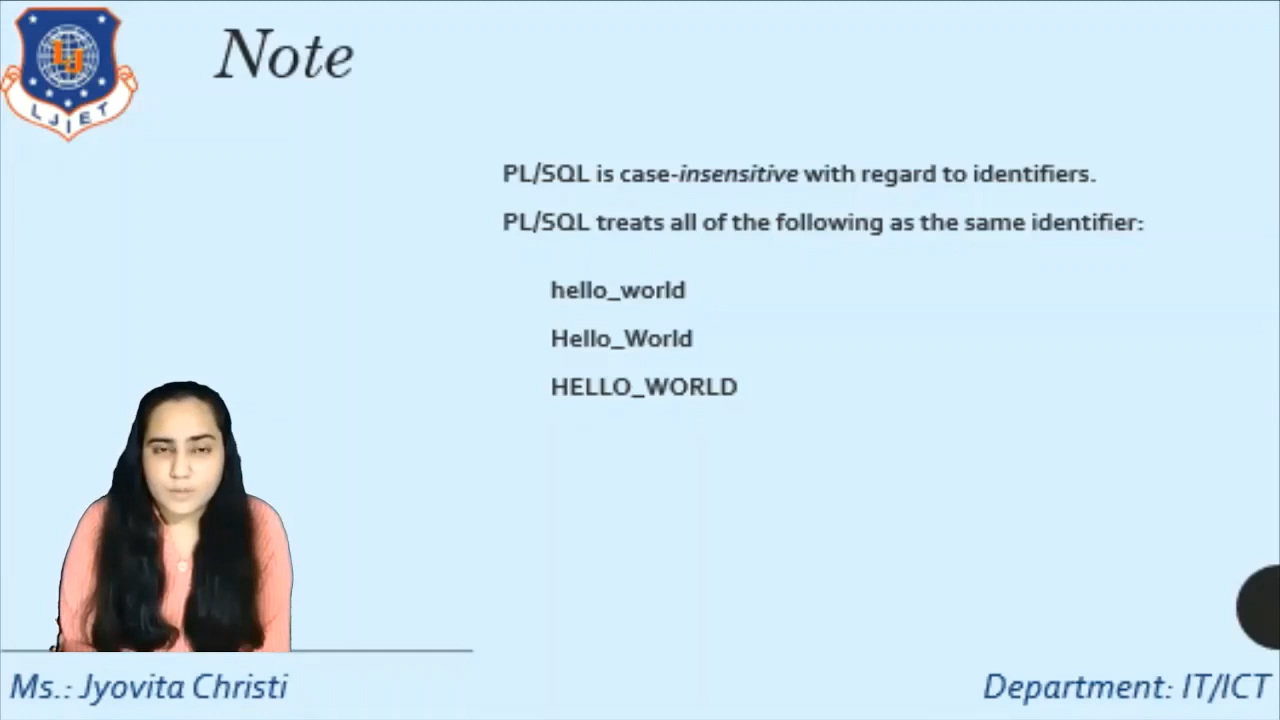 LJ
LJIET
Note
PL/SQL is case-insensitive with regard to identifiers.
PL/SQL treats all of the following as the same identifier:
hello_world
Hello_World
HELLO_WORLD
Ms.: Jyovita Christi
Department: IT/ICT